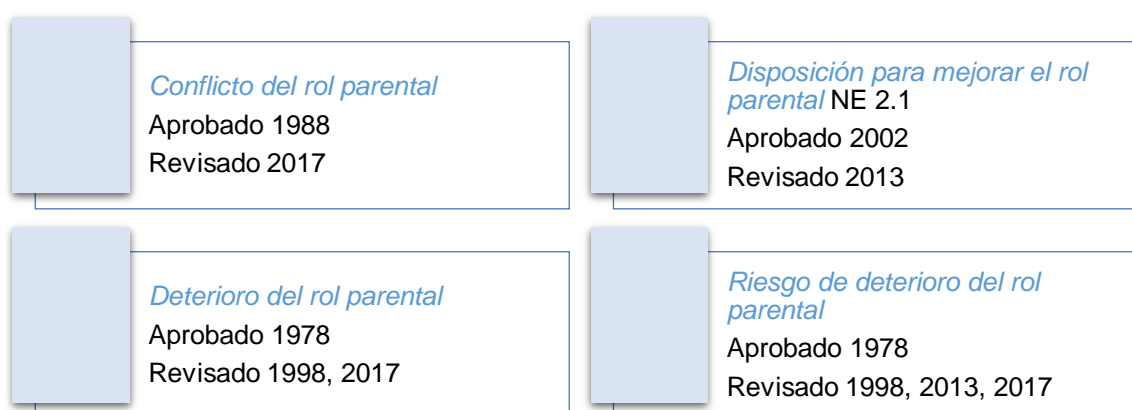 Conflicto del rol parental
Aprobado 1988
Revisado 2017
Disposición para mejorar el rol
parental NE 2.1
Aprobado 2002
Revisado 2013
Deterioro del rol parental
Aprobado 1978
Revisado 1998, 2017
Riesgo de deterioro del rol
parental
Aprobado 1978
Revisado 1998, 2013, 2017